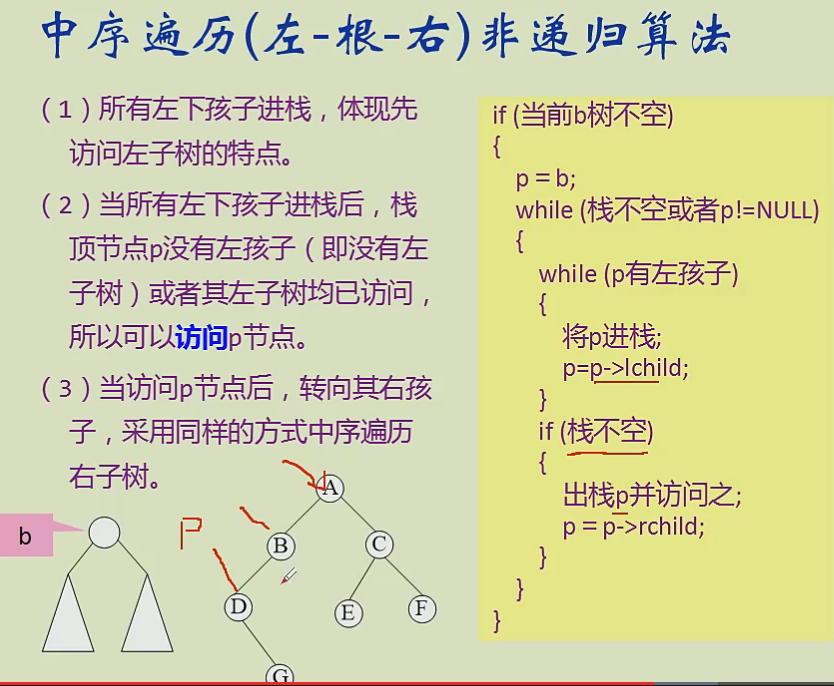 中序遍历(左-根-右)非递归算法
（1）所有左下孩子进栈，体现先
访问左子树的特点。
（2）当所有左下孩子进栈后，栈
顶节点p没有左孩子（即没有左
子树）或者其左子树均已访问，
所以可以访问p节点。
（3）当访问p节点后，转向其右孩
子，采用同样的方式中序遍历
右子树。
if (当前b树不空)
{
p = b;
while (栈不空或者p!=NULL)
{
while (p有左孩子)
{
将p进栈;
p=p->lchild;
}
if (栈不空)
{
出栈p并访问之;
p = p->rchild;
}
}
}
b
P
A
B
C
D
E
F
G